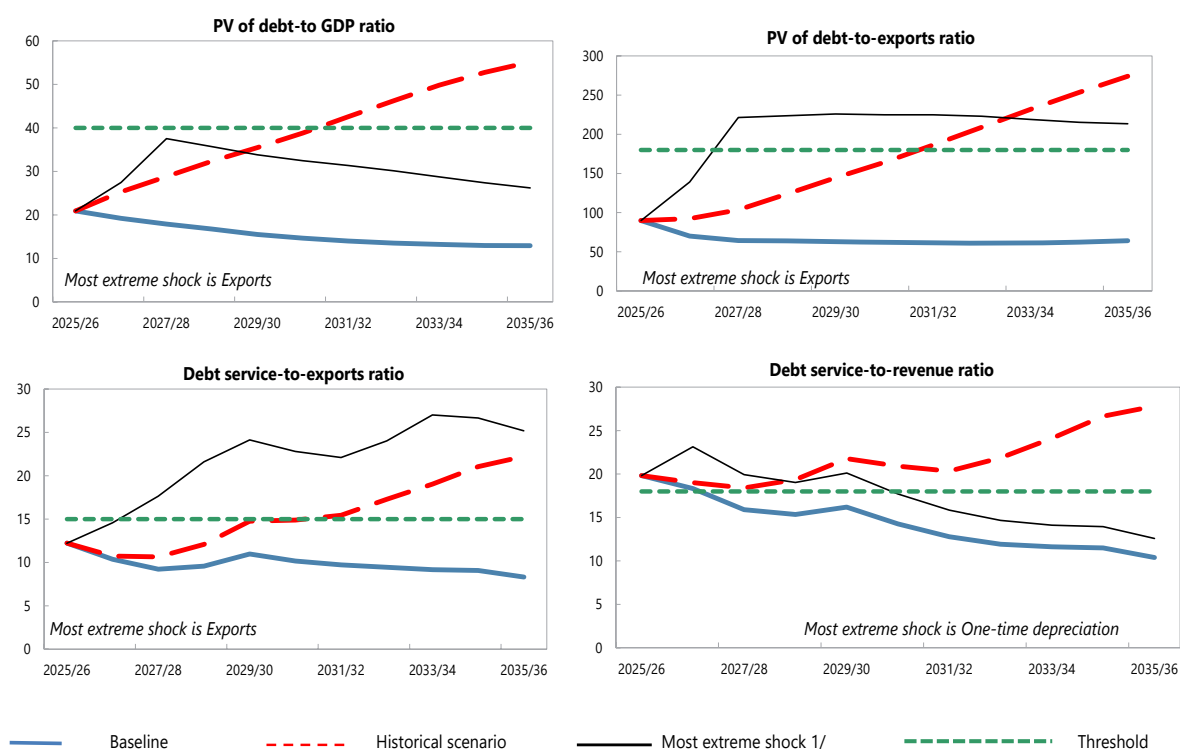 PV of debt-to GDP ratio
60
50
40
30
20
10
0
Most extreme shock is Exports
2025/26 2027/28 2029/30 2031/32 2033/34 2035/36
PV of debt-to-exports ratio
300
250
200
150
100
50
0
Most extreme shock is Exports
2025/26 2027/28 2029/30 2031/32 2033/34 2035/36
Debt service-to-exports ratio
30
25
20
15
10
5
0
Most extreme shock is Exports
2025/26 2027/28 2029/30 2031/32 2033/34 2035/36
Debt service-to-revenue ratio
30
25
20
15
10
5
0
Most extreme shock is One-time depreciation
2025/26 2027/28 2029/30 2031/32 2033/34 2035/36
Baseline Historical scenario Most extreme shock 1/ Threshold